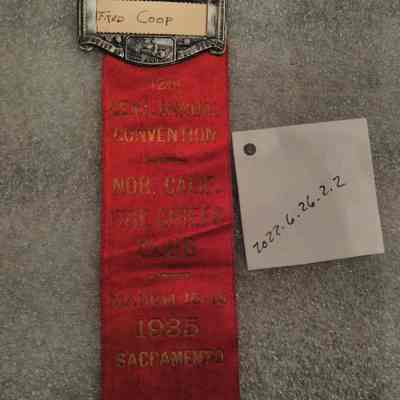 FRED COOP
12TH
SEMI-ANNUAL
CONVENTION
NOR. CALIF.
FIRE CHIEFS
CLUB
1935
SACRAMENTO
2022.6.26.2.2